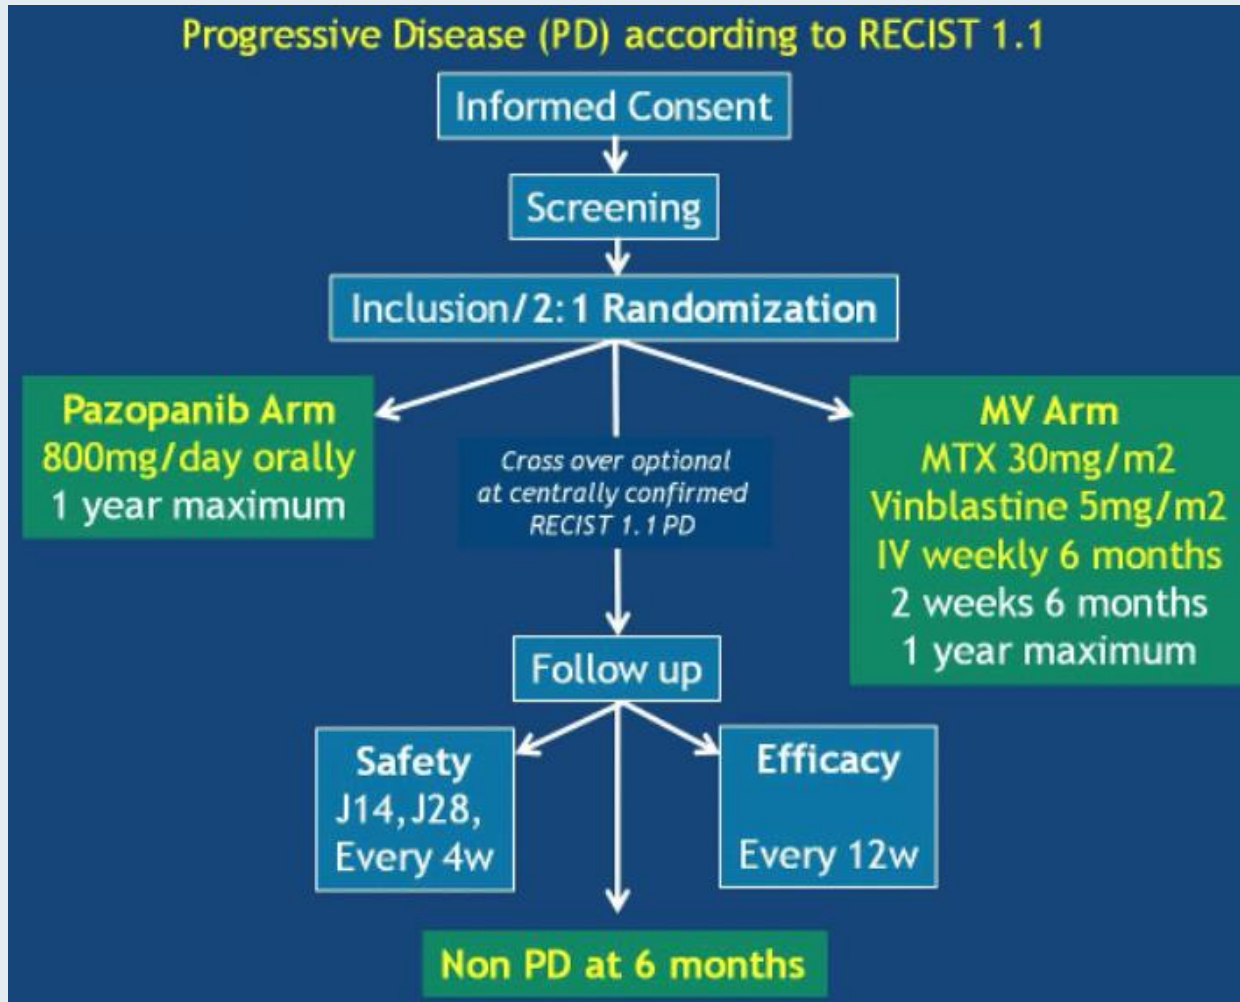 Progressive Disease (PD) according to RECIST 1.1
Informed Consent
Screening
Inclusion/2:1 Randomization
Pazopanib Arm
800mg/day orally
1 year maximum
Cross over optional
at centrally confirmed
RECIST 1.1 PD
MV Arm
MTX 30mg/m2
Vinblastine 5mg/m2
IV weekly 6 months
2 weeks 6 months
1 year maximum
Follow up
Safety
J14,J28,
Every 4w
Efficacy
Every 12w
Non PD at 6 months